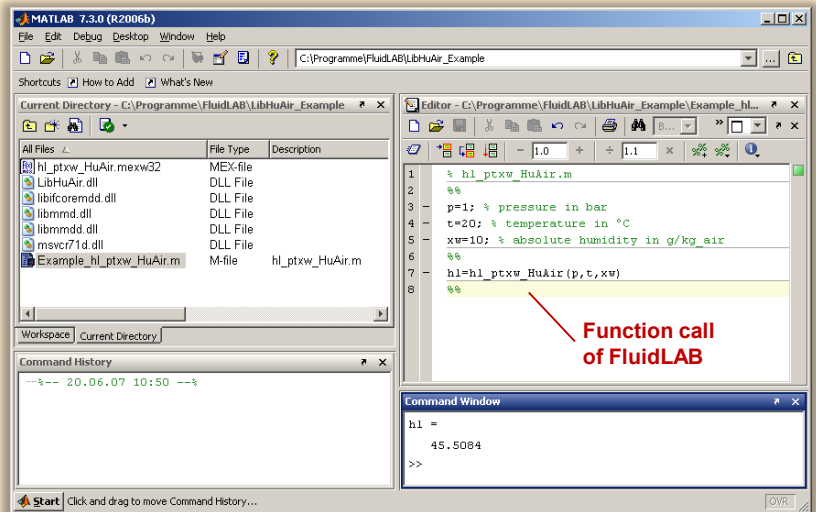 MATLAB 7.3.0 (R2006b)
File Edit Debug Desktop Window Help
C:\Programme\FluidLAB\LibHuAir_Example
Shortcuts How to Add What's New
Current Directory - C:\Programme\FluidLAB\LibHuAir_Example
All Files File Type Description
hl_ptxw_HuAir.mexw32 MEX-file
LibHuAir.dll DLL File
libifcoremdd.dll DLL File
libmmd.dll DLL File
libmmdd.dll DLL File
msvcr71d.dll DLL File
Example_hl_ptxw_HuAir.m M-file hl_ptxw_HuAir.m
Workspace Current Directory
Command History
%-- 20.06.07 10:50 --%
Editor - C:\Programme\FluidLAB\LibHuAir_Example\Example_hl...
B... »
- 1.0 + ÷ 1.1 ×
1 % hl_ptxw_HuAir.m
2 %%
3 - p=1; % pressure in bar
4 - t=20; % temperature in °C
5 - xw=10; % absolute humidity in g/kg_air
6 %%
7 - hl=hl_ptxw_HuAir(p,t,xw)
8 %%
Function call
of FluidLAB
Command Window
hl =
45.5084
>>
Start Click and drag to move Command History...
OVR